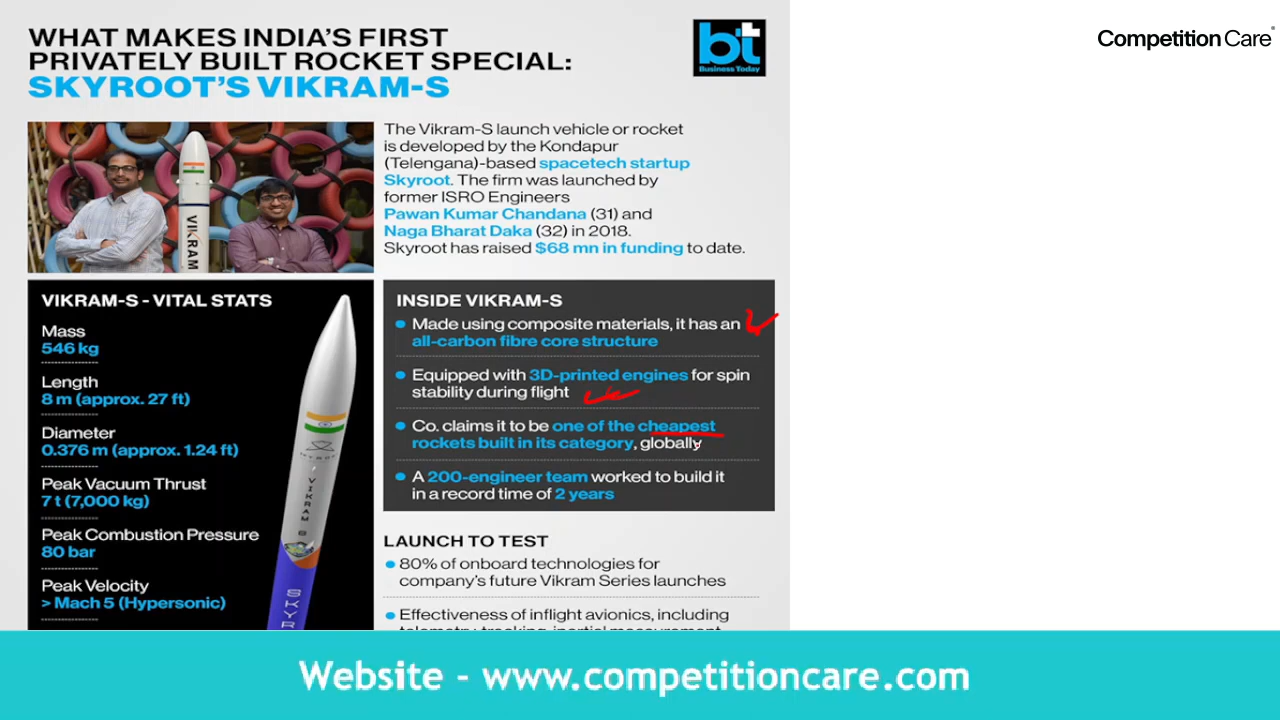 WHAT MAKES INDIA'S FIRST
PRIVATELY BUILT ROCKET SPECIAL:
SKYROOT'S VIKRAM-S
bt
Business Today
Competition Care
The Vikram-S launch vehicle or rocket
is developed by the Kondapur
(Telengana)-based spacetech startup
Skyroot. The firm was launched by
former ISRO Engineers
Pawan Kumar Chandana (31) and
Naga Bharat Daka (32) in 2018.
Skyroot has raised $68 mn in funding to date.
VIKRAM
VIKRAM-S - VITAL STATS
Mass
546 kg
Length
8 m (approx. 27 ft)
Diameter
0.376 m (approx. 1.24 ft)
Peak Vacuum Thrust
7 t (7,000 kg)
Peak Combustion Pressure
80 bar
Peak Velocity
> Mach 5 (Hypersonic)
VIKRAM S
SKYR
INSIDE VIKRAM-S
Made using composite materials, it has an
all-carbon fibre core structure
Equipped with 3D-printed engines for spin
stability during flight
Co. claims it to be one of the cheapest
rockets built in its category, globally
A 200-engineer team worked to build it
in a record time of 2 years
LAUNCH TO TEST
80% of onboard technologies for
company's future Vikram Series launches
Effectiveness of inflight avionics, including
telemetry, tracking, inertial measurement
Website - www.competitioncare.com